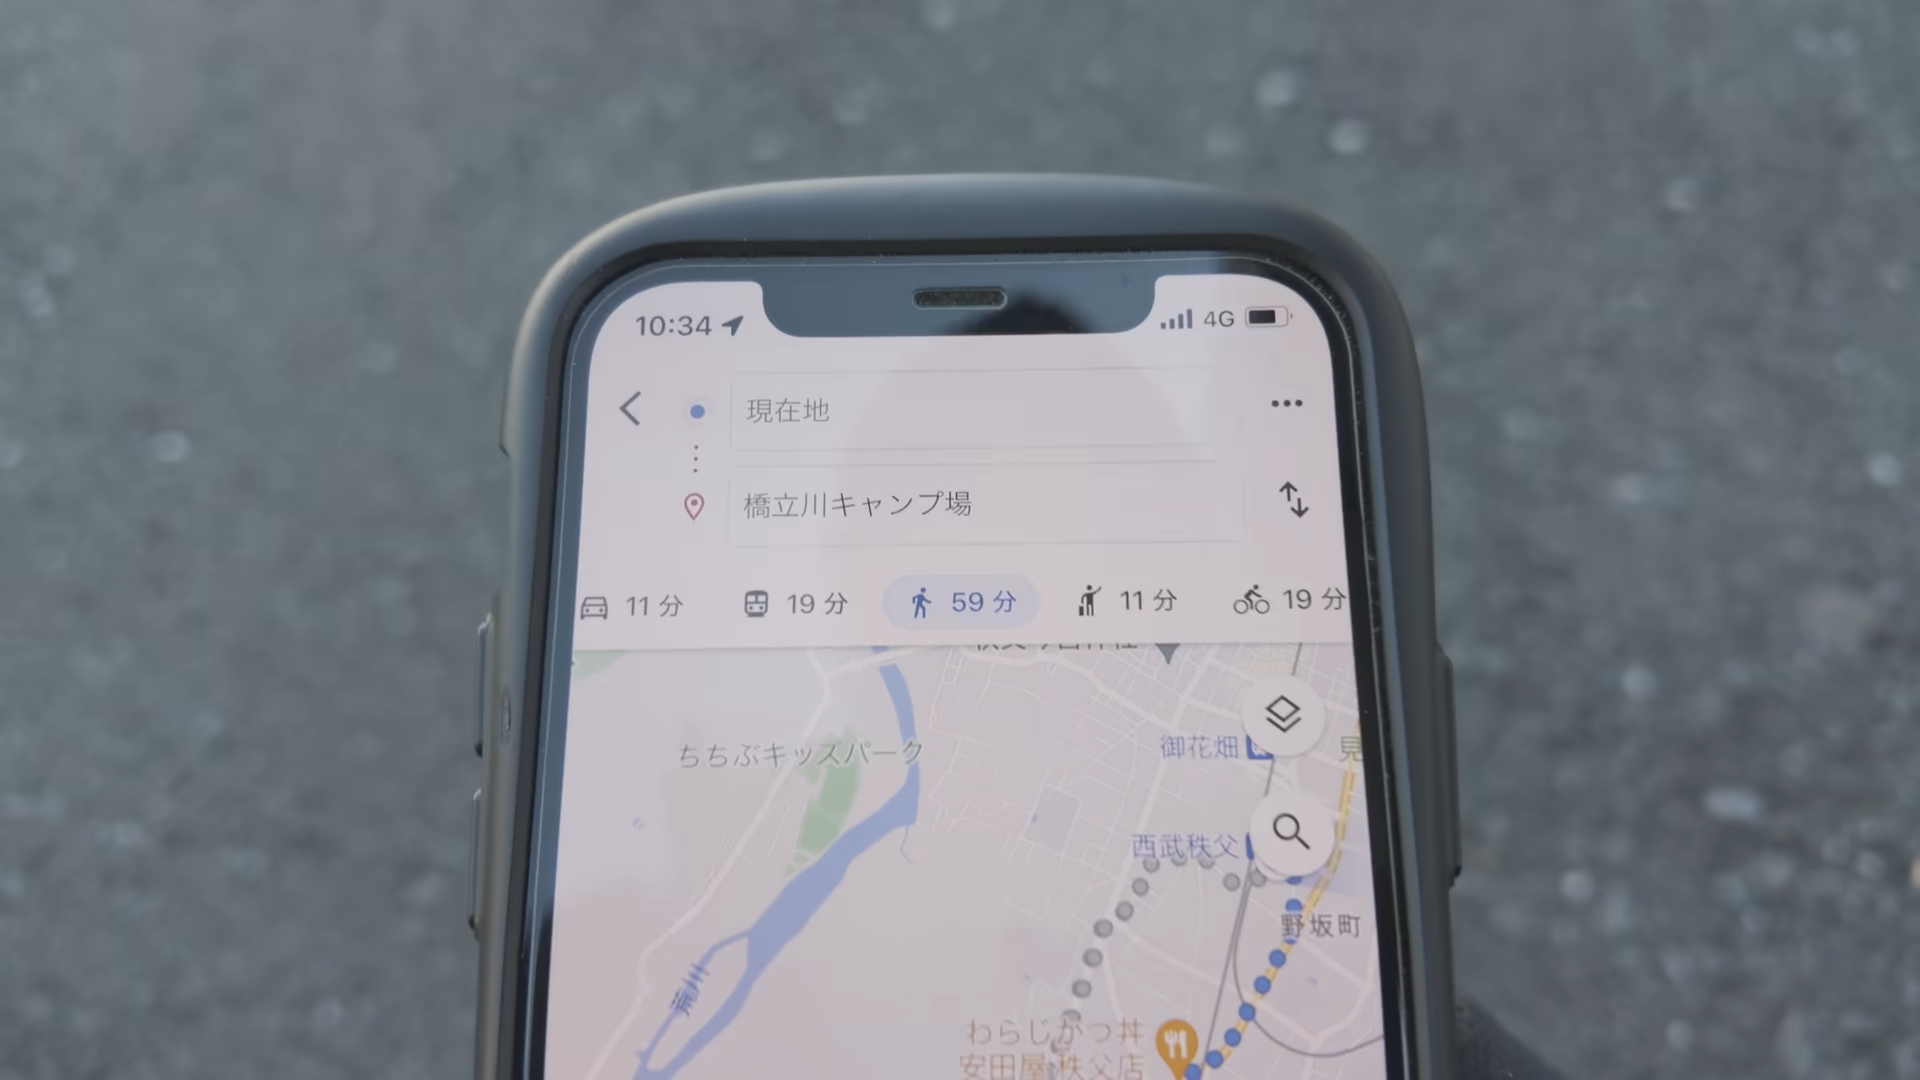 10:34
4G
現在地
橋立川キャンプ場
11 分
19 分
59 分
11 分
19 分
ちちぶキッズパーク
御花畑
見
西武秩父
野坂町
荒川
わらじかつ丼
安田屋 秩父店